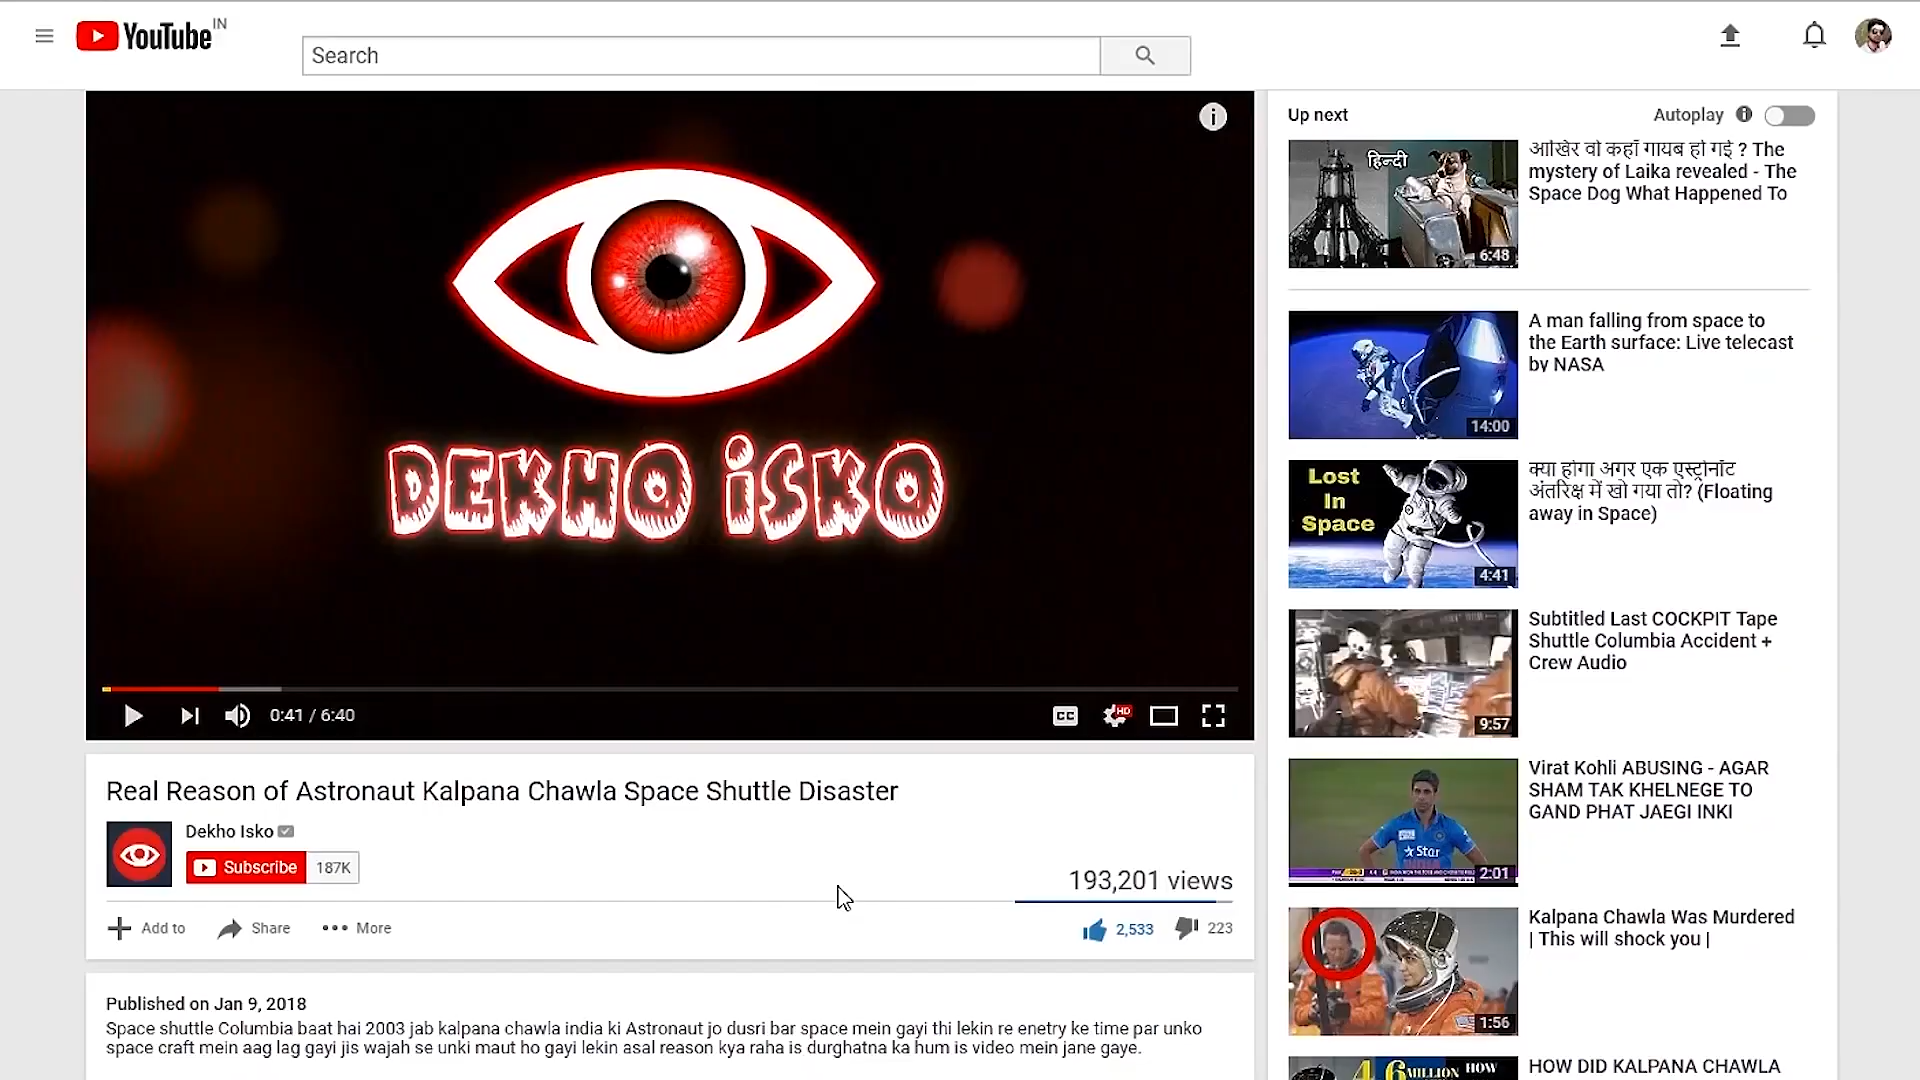 YouTube IN
Search
DEKHO iSKO
0:41 / 6:40
CC
HD
Real Reason of Astronaut Kalpana Chawla Space Shuttle Disaster
Dekho Isko
Subscribe 187K
193,201 views
Add to Share More
2,533 223
Published on Jan 9, 2018
Space shuttle Columbia baat hai 2003 jab kalpana chawla india ki Astronaut jo dusri bar space mein gayi thi lekin re enetry ke time par unko
space craft mein aag lag gayi jis wajah se unki maut ho gayi lekin asal reason kya raha is durghatna ka hum is video mein jane gaye.
Up next
Autoplay
हिन्दी
6:48
आखिर वो कहाँ गायब हो गई ? The
mystery of Laika revealed - The
Space Dog What Happened To
14:00
A man falling from space to
the Earth surface: Live telecast
by NASA
Lost
In
Space
4:41
क्या होगा अगर एक एस्ट्रोनॉट
अंतरिक्ष में खो गया तो? (Floating
away in Space)
9:57
Subtitled Last COCKPIT Tape
Shuttle Columbia Accident +
Crew Audio
Star
INDIA
2:01
Virat Kohli ABUSING - AGAR
SHAM TAK KHELNEGE TO
GAND PHAT JAEGI INKI
1:56
Kalpana Chawla Was Murdered
| This will shock you |
MILLION HOW
HOW DID KALPANA CHAWLA